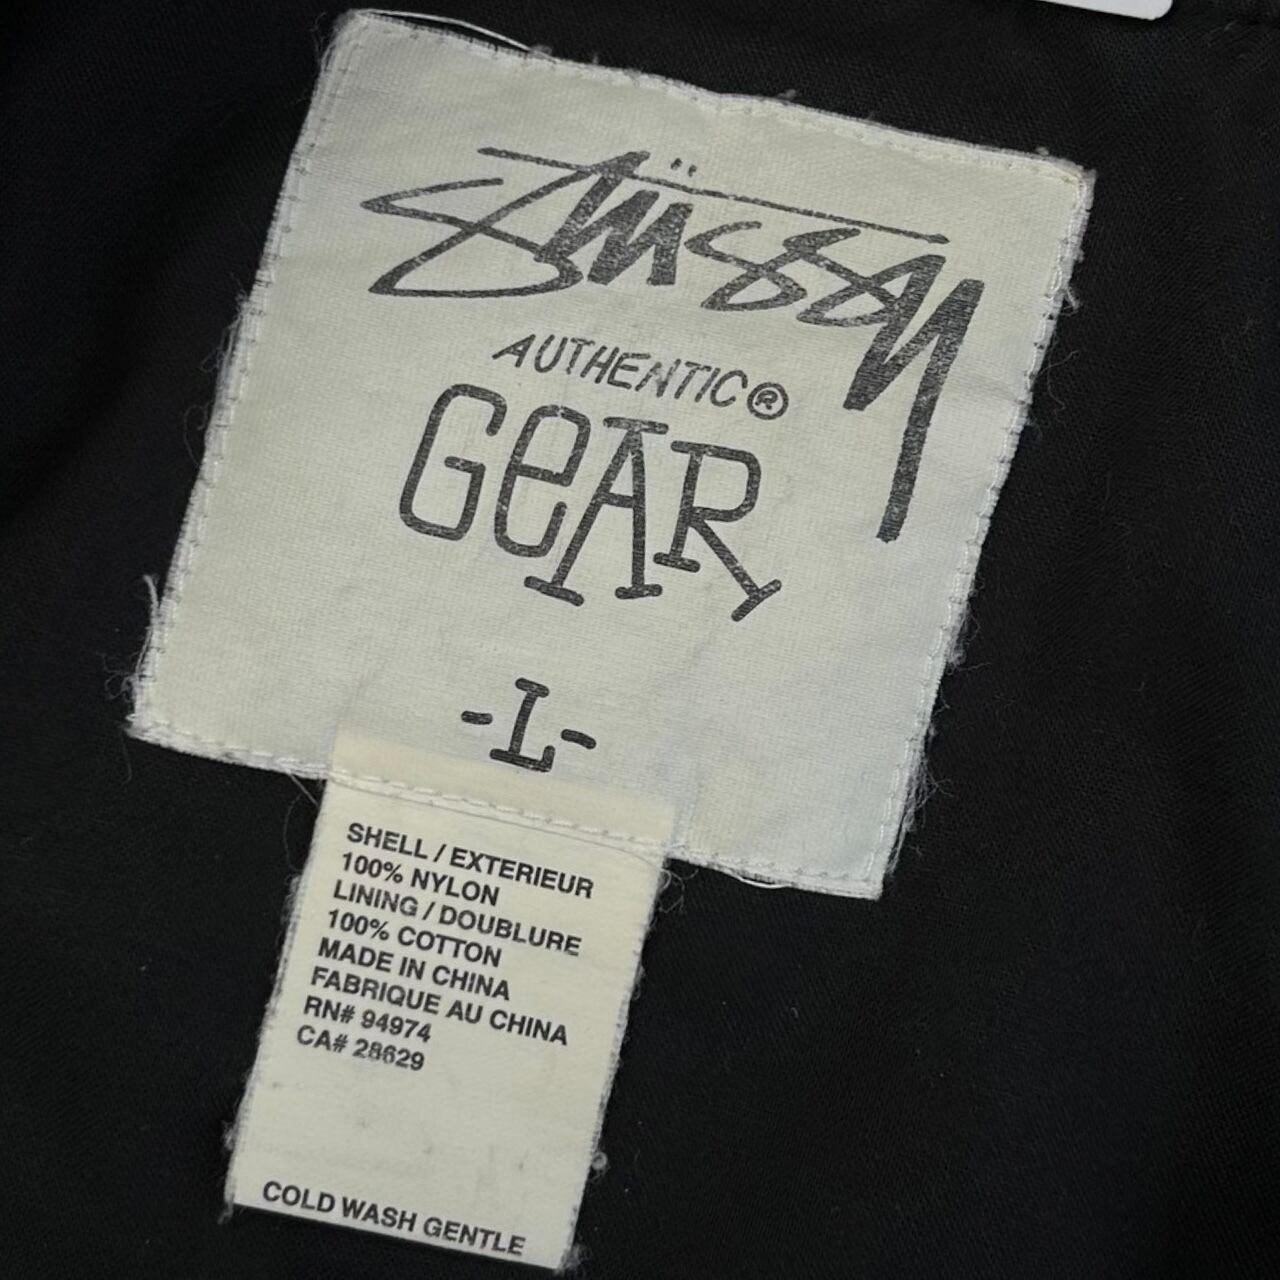 Stüssy
AUTHENTIC®
GeAR
-L-
SHELL / EXTERIEUR
100% NYLON
LINING / DOUBLURE
100% COTTON
MADE IN CHINA
FABRIQUE AU CHINA
RN# 94974
CA# 28629
COLD WASH GENTLE